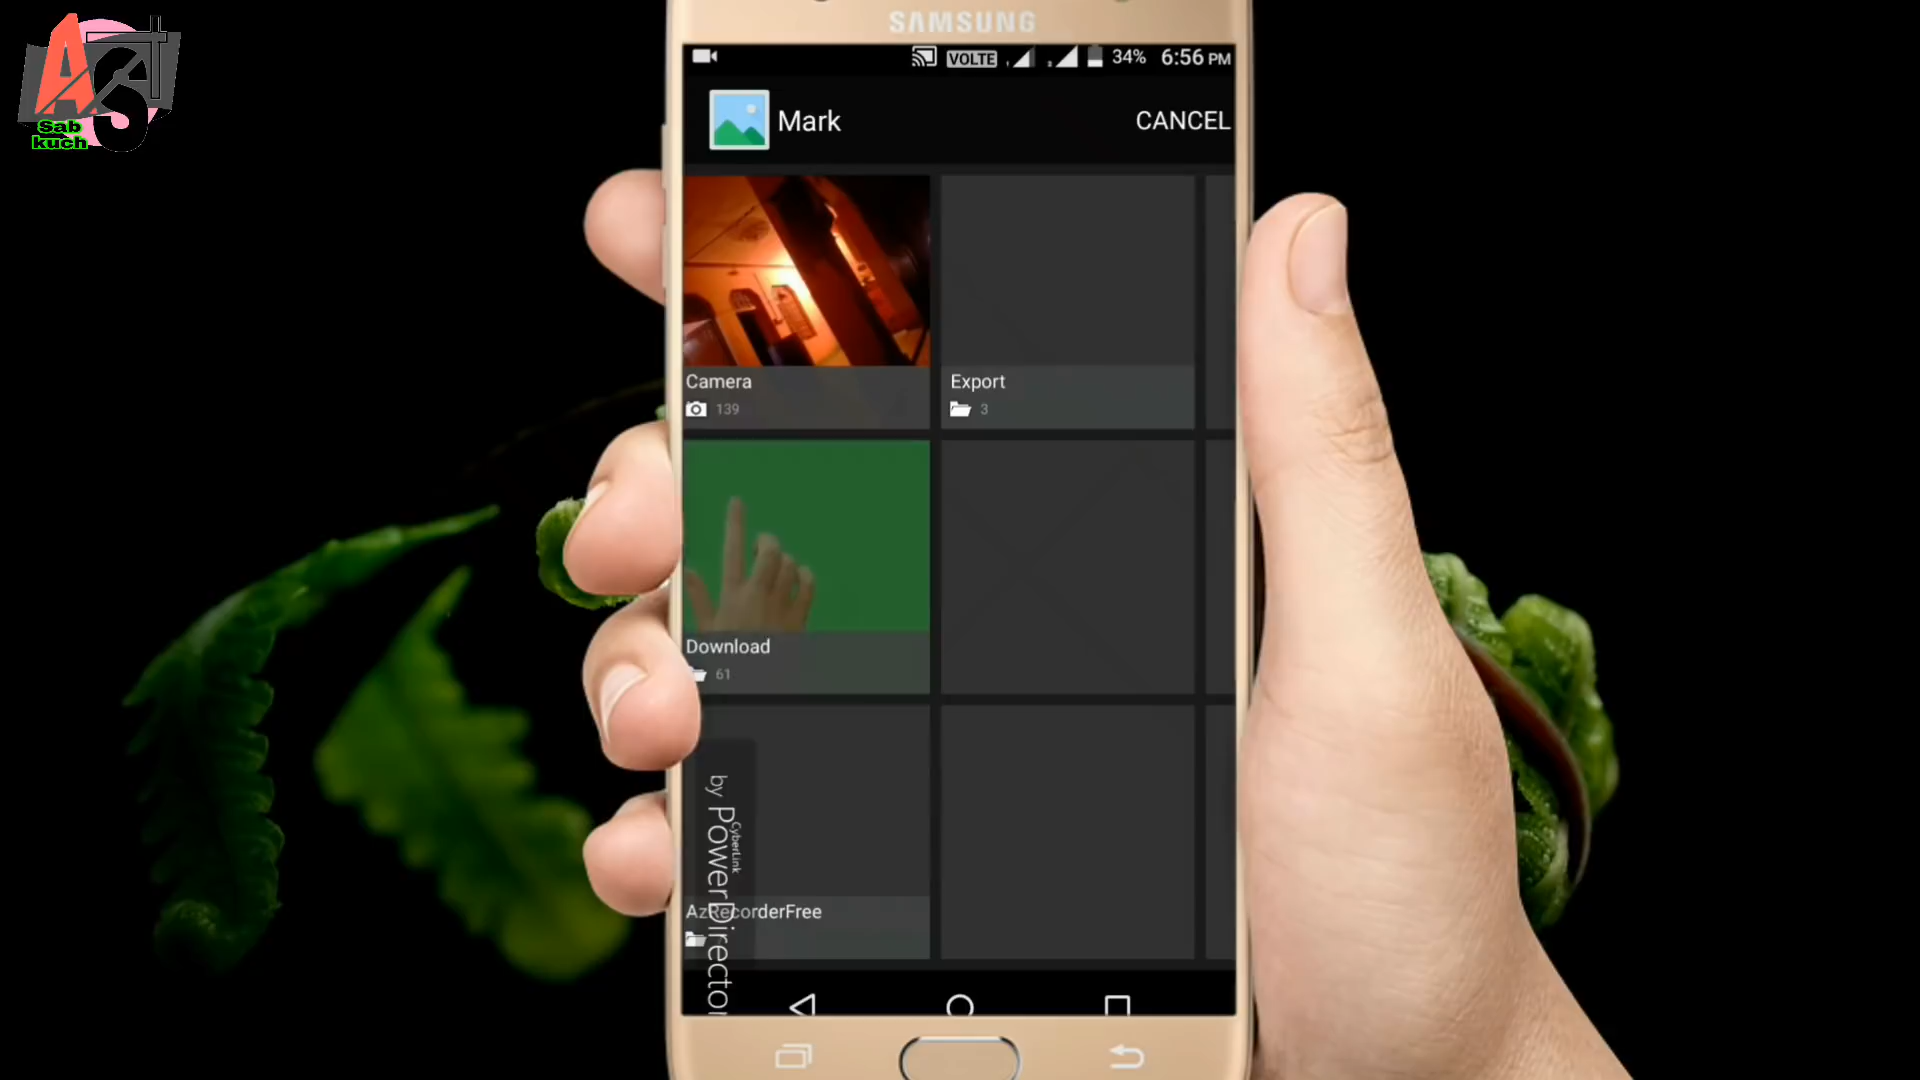 SAMSUNG
VOLTE 34% 6:56 PM
Mark CANCEL
Camera
139
Export
3
Download
61
AzRecorderFree
by CyberLink PowerDirector
AS
Sab
kuch